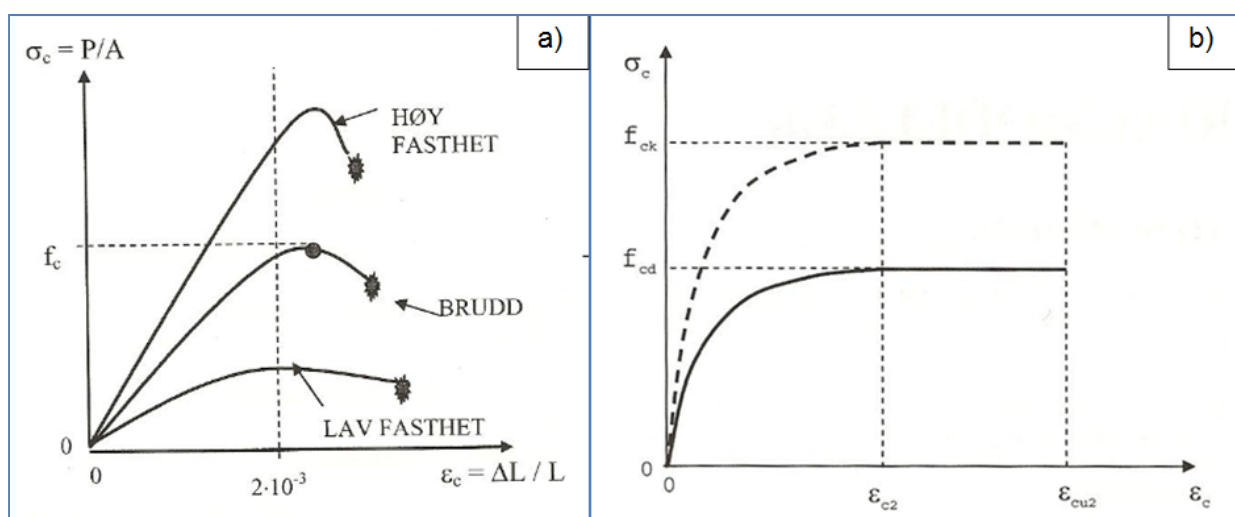 a)
σc = P/A
HØY
FASTHET
fc
BRUDD
LAV FASTHET
0
0
2·10⁻³
εc = ΔL / L
b)
σc
fck
fcd
0
0
εc2
εcu2
εc